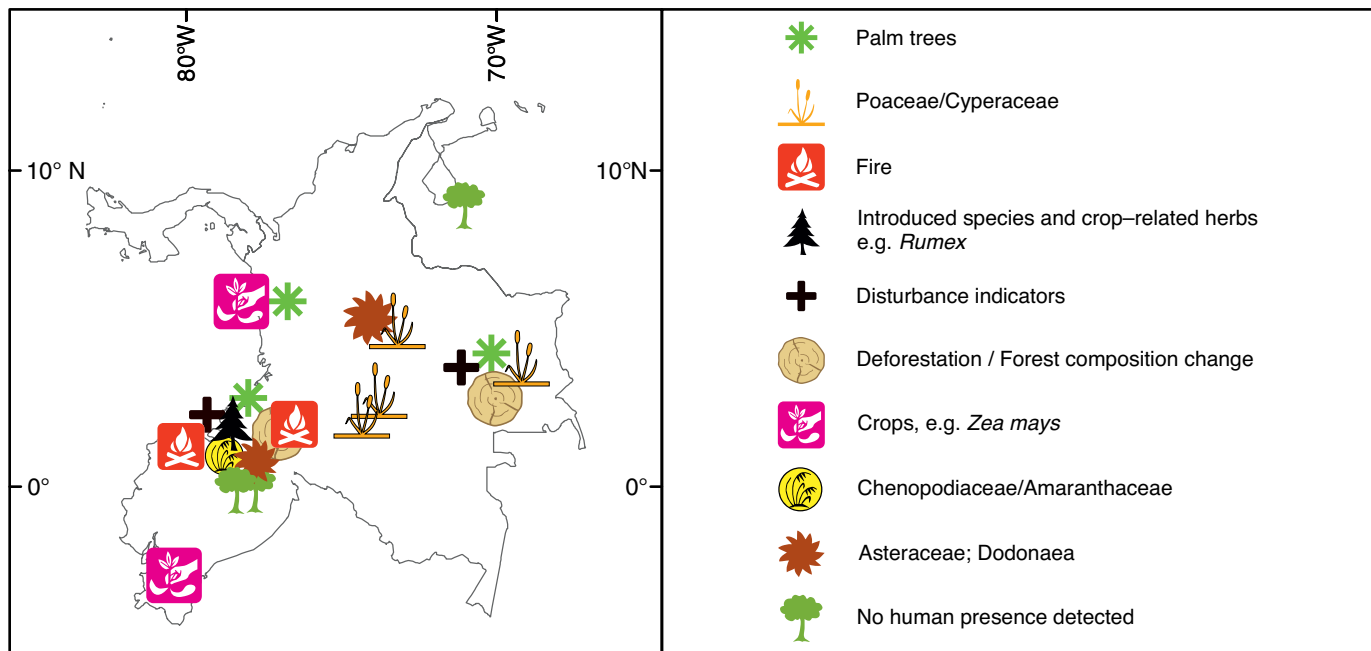 80°W
70°W
10° N
10°N
0°
0°
Palm trees
Poaceae/Cyperaceae
Fire
Introduced species and crop–related herbs
e.g. Rumex
Disturbance indicators
Deforestation / Forest composition change
Crops, e.g. Zea mays
Chenopodiaceae/Amaranthaceae
Asteraceae; Dodonaea
No human presence detected